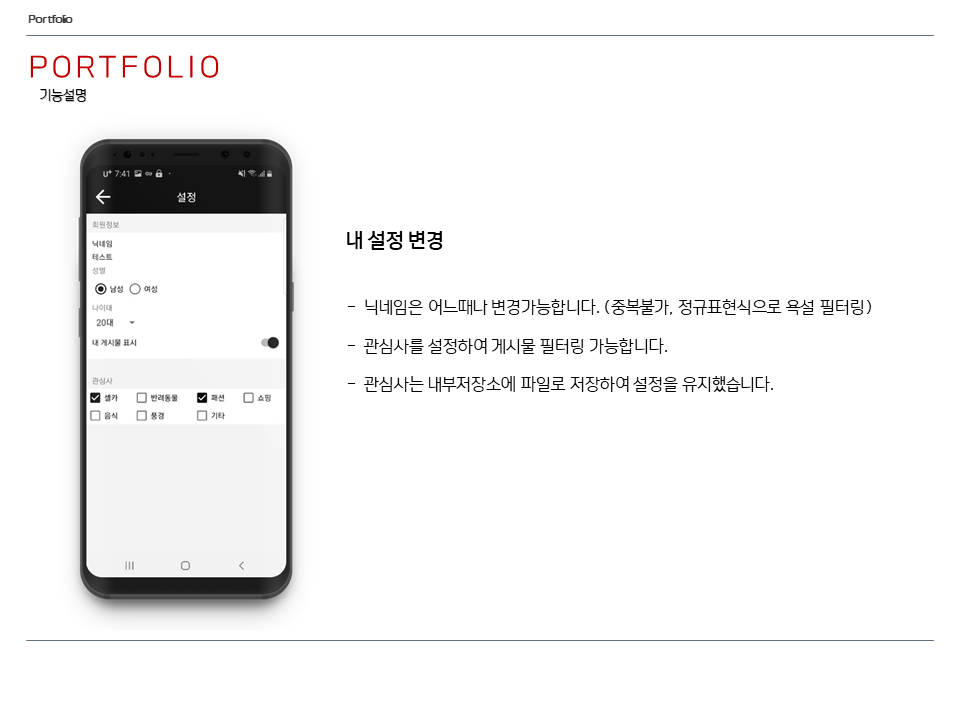 Portfolio
PORTFOLIO
기능설명
U+ 7:41
설정
회원정보
닉네임
테스트
성별
남성 여성
나이대
20대
내 게시물 표시
관심사
셀카 반려동물 패션 쇼핑
음식 풍경 기타
내 설정 변경
- 닉네임은 어느때나 변경가능합니다. (중복불가, 정규표현식으로 욕설 필터링)
- 관심사를 설정하여 게시물 필터링 가능합니다.
- 관심사는 내부저장소에 파일로 저장하여 설정을 유지했습니다.